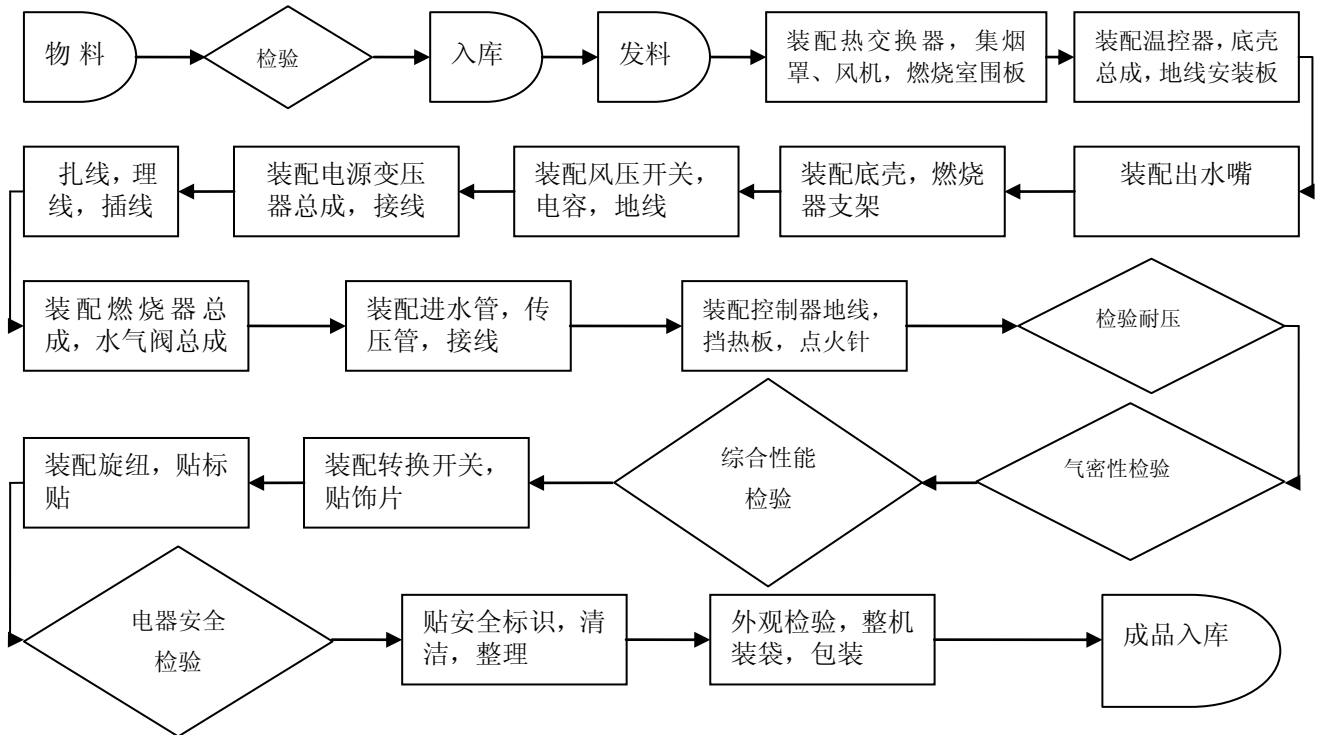 物 料
检验
入库
发料
装配热交换器，集烟
罩、风机，燃烧室围板
装配温控器，底壳
总成，地线安装板
装配出水嘴
装配底壳，燃烧
器支架
装配风压开关，
电容，地线
装配电源变压
器总成，接线
扎线，理
线，插线
装配燃烧器总
成，水气阀总成
装配进水管，传
压管，接线
装配控制器地线，
挡热板，点火针
检验耐压
气密性检验
综合性能
检验
装配转换开关，
贴饰片
装配旋纽，贴标
贴
电器安全
检验
贴安全标识，清
洁，整理
外观检验，整机
装袋，包装
成品入库